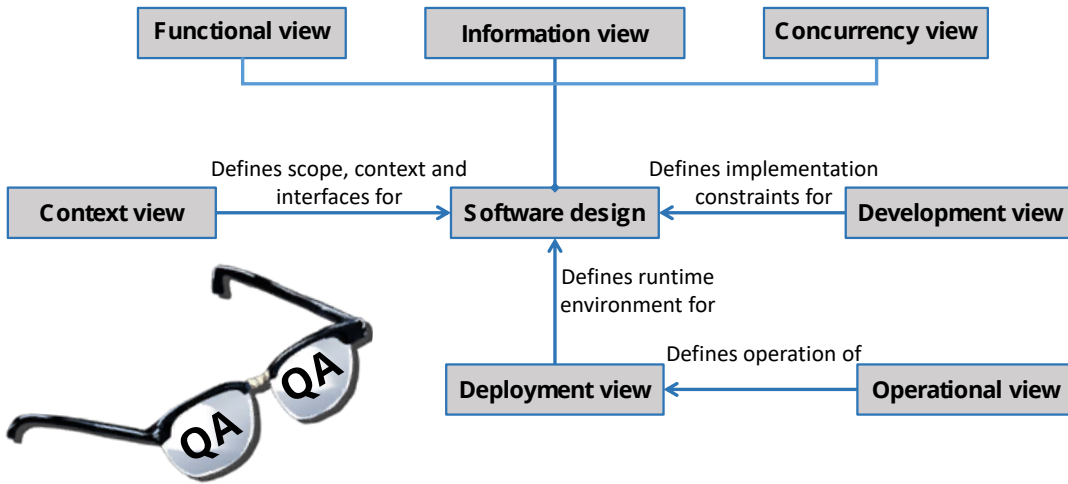 Functional view
Information view
Concurrency view
Defines scope, context and
interfaces for
Defines implementation
constraints for
Context view
Software design
Development view
Defines runtime
environment for
Defines operation of
Deployment view
Operational view
QA
QA